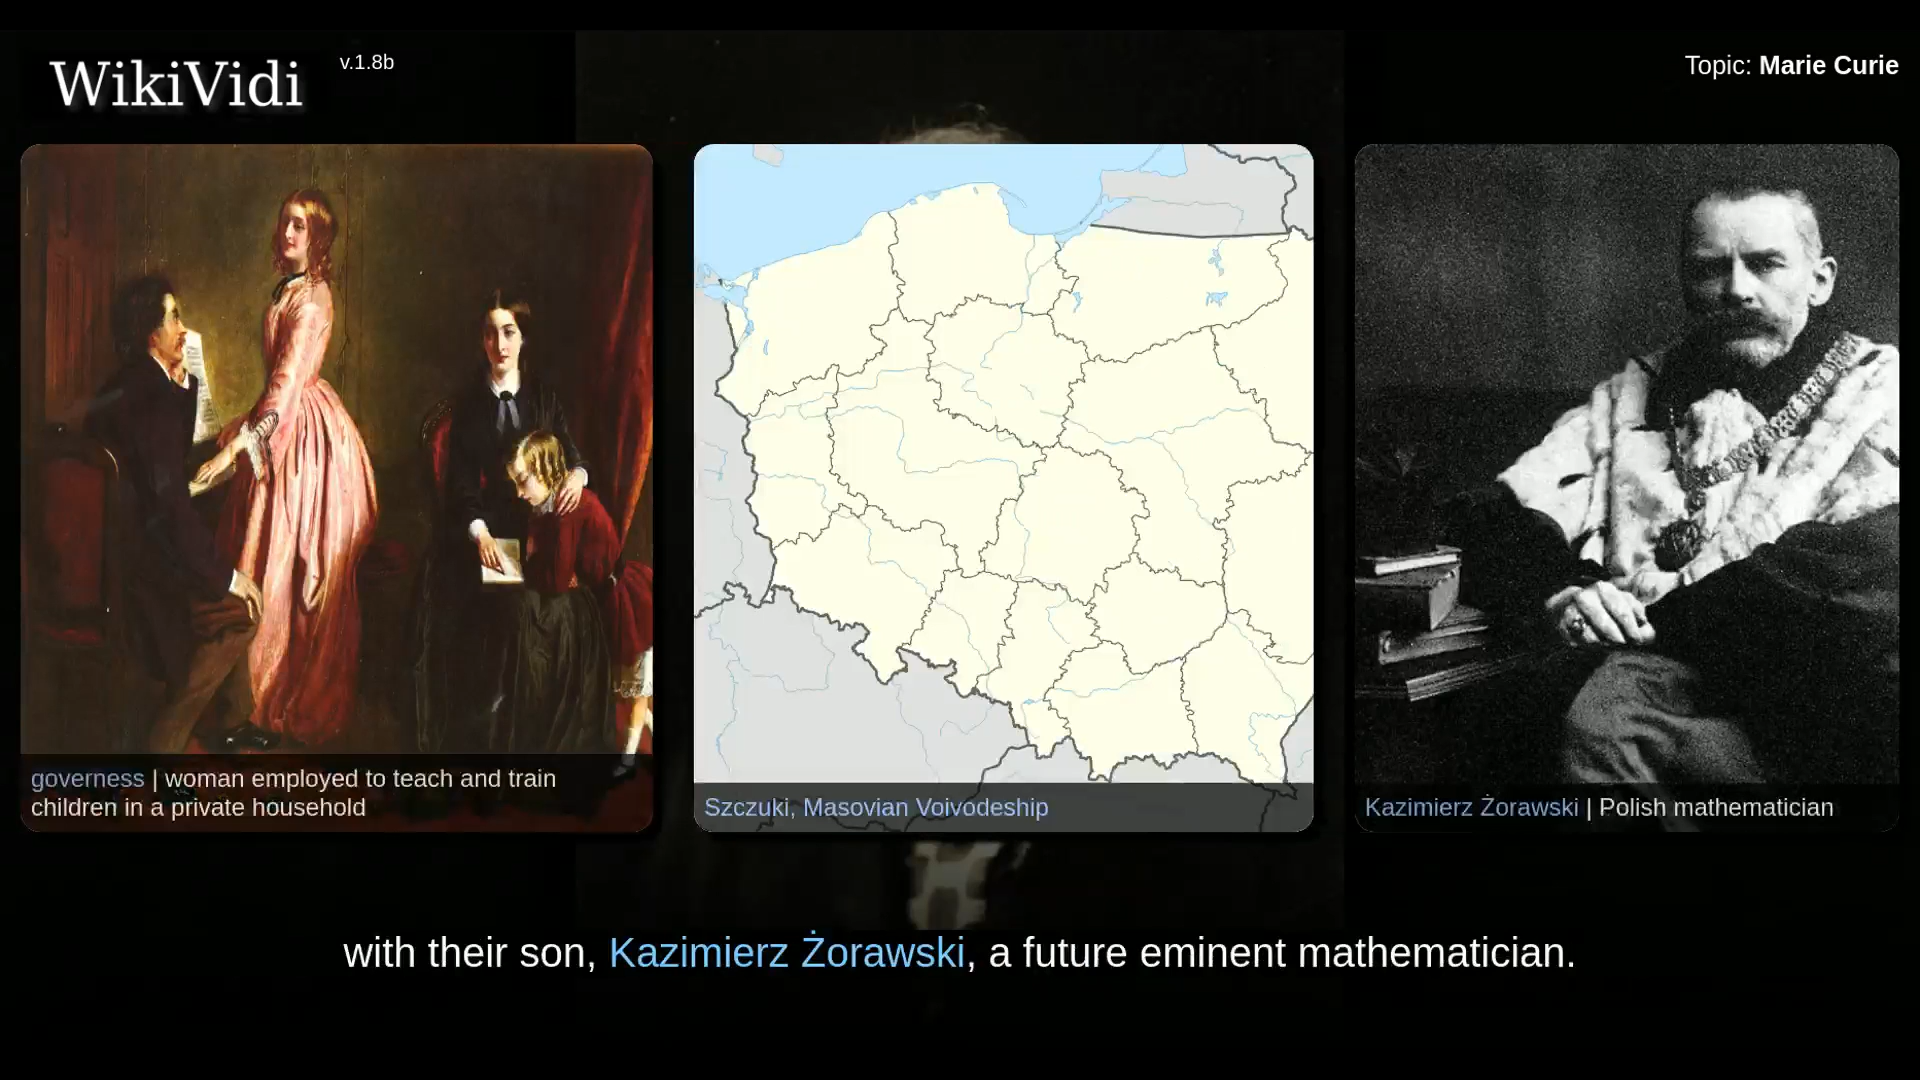 WikiVidi
v.1.8b
Topic: Marie Curie
governess | woman employed to teach and train
children in a private household
Szczuki, Masovian Voivodeship
Kazimierz Żorawski | Polish mathematician
with their son, Kazimierz Żorawski, a future eminent mathematician.